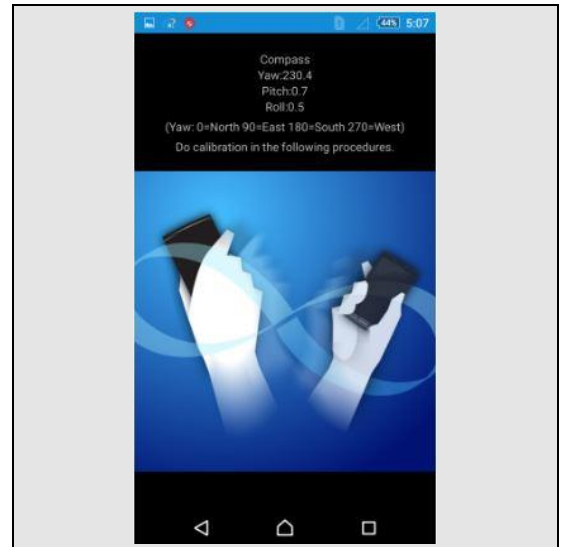 44% 5:07
Compass
Yaw:230.4
Pitch:0.7
Roll:0.5
(Yaw: 0=North 90=East 180=South 270=West)
Do calibration in the following procedures.